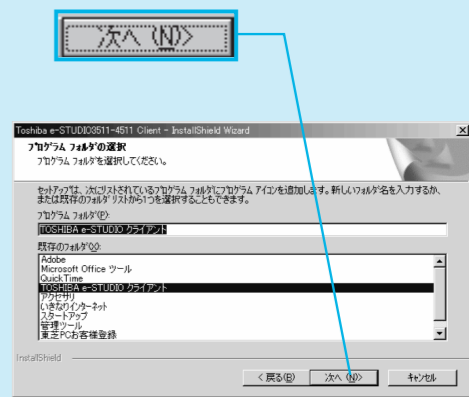 次へ (N)>
Toshiba e-STUDIO3511-4511 Client - InstallShield Wizard
プログラム フォルダの選択
プログラム フォルダを選択してください。
セットアップは、次にリストされているプログラム フォルダにプログラム アイコンを追加します。新しいフォルダ名を入力するか、
または既存のフォルダ リストから1つを選択することもできます。
プログラム フォルダ(P):
TOSHIBA e-STUDIO クライアント
既存のフォルダ(X):
Adobe
Microsoft Office ツール
QuickTime
TOSHIBA e-STUDIO クライアント
アクセサリ
いきなりインターネット
スタートアップ
管理ツール
東芝PCお客様登録
InstallShield
< 戻る(B)
次へ (N)>
キャンセル